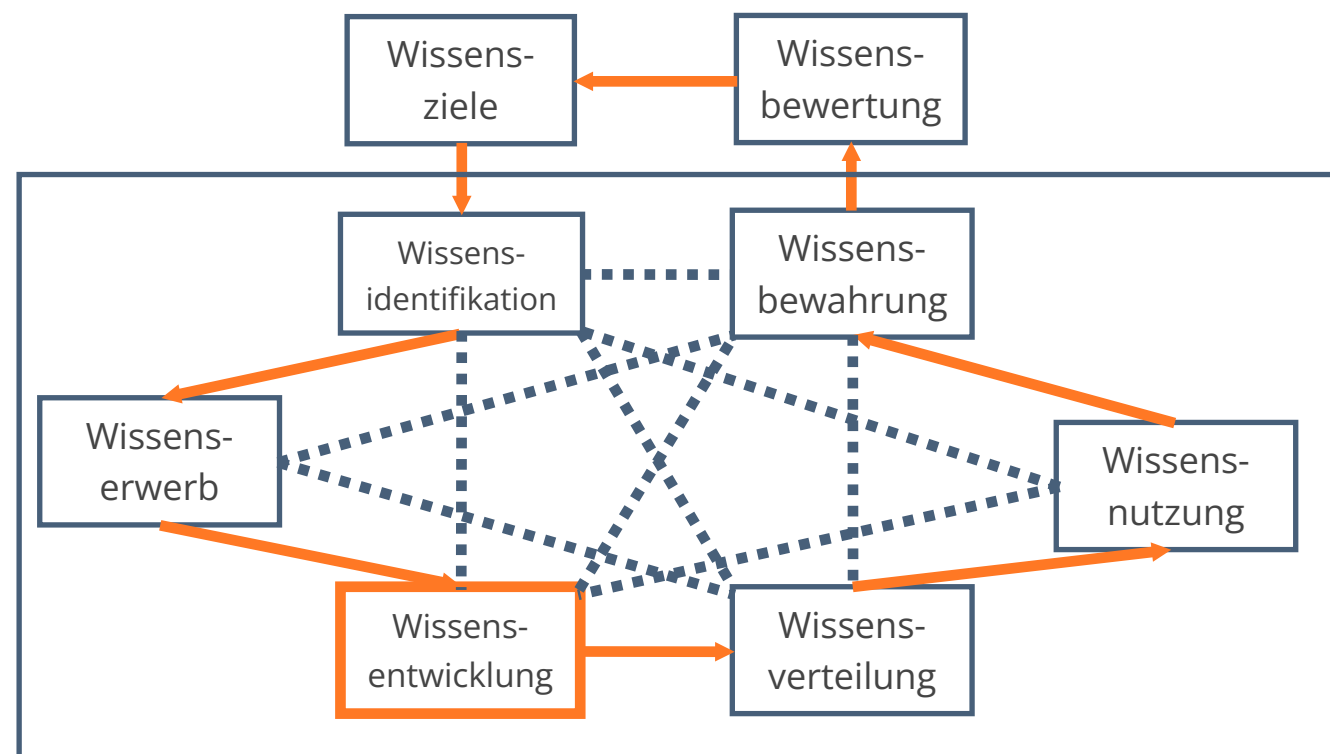 Wissens-
ziele
Wissens-
bewertung
Wissens-
identifikation
Wissens-
bewahrung
Wissens-
erwerb
Wissens-
nutzung
Wissens-
entwicklung
Wissens-
verteilung